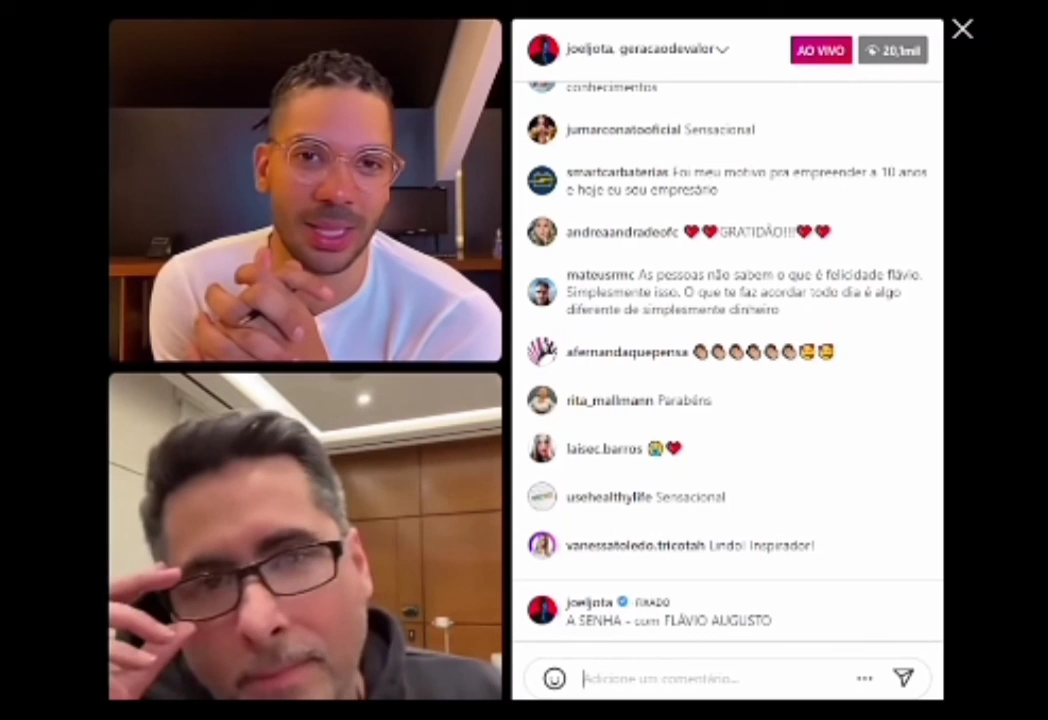 joeljota, geracaodevalor
AO VIVO
20,1mil
conhecimentos
jumarconatooficial Sensacional
smartcarbaterias Foi meu motivo pra empreender a 10 anos
e hoje eu sou empresário
andreaandradeofc ❤️❤️GRATIDÃO!!!❤️❤️
mateusrmc As pessoas não sabem o que é felicidade flávio.
Simplesmente isso. O que te faz acordar todo dia é algo
diferente de simplesmente dinheiro
afernandaquepensa 👏🏼👏🏼👏🏼👏🏼👏🏼👏🏼🥰🥰
rita_mallmann Parabéns
laisec.barros 😭❤️
usehealthylife Sensacional
vanessatoledo.tricotah Lindo! Inspirador!
joeljota FIXADO
A SENHA - com FLÁVIO AUGUSTO
Adicione um comentário...